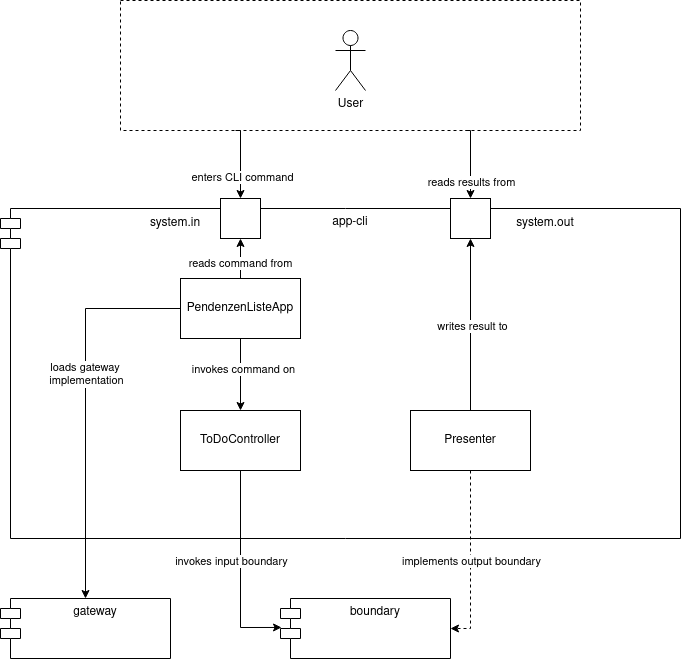 User
enters CLI command
reads results from
system.in
app-cli
system.out
reads command from
PendenzenListeApp
writes result to
loads gateway
implementation
invokes command on
ToDoController
Presenter
invokes input boundary
implements output boundary
gateway
boundary